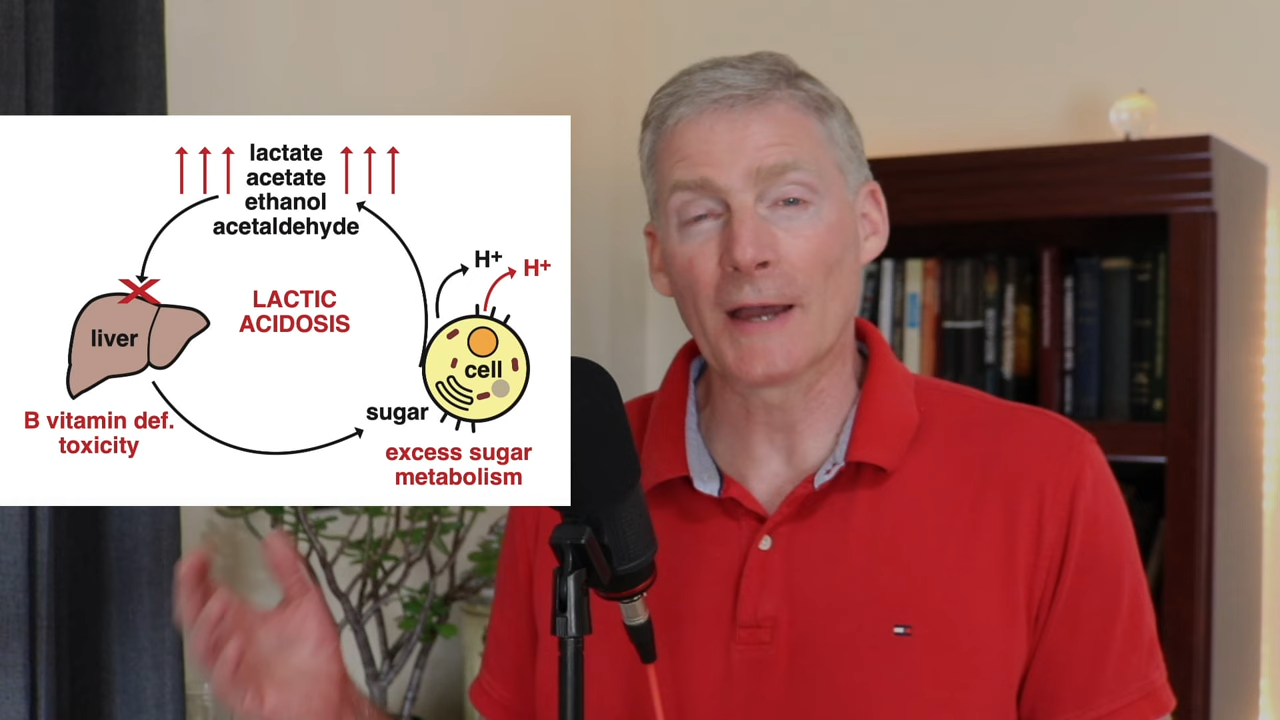 lactate
acetate
ethanol
acetaldehyde
H+
H+
LACTIC
ACIDOSIS
liver
cell
sugar
B vitamin def.
toxicity
excess sugar
metabolism